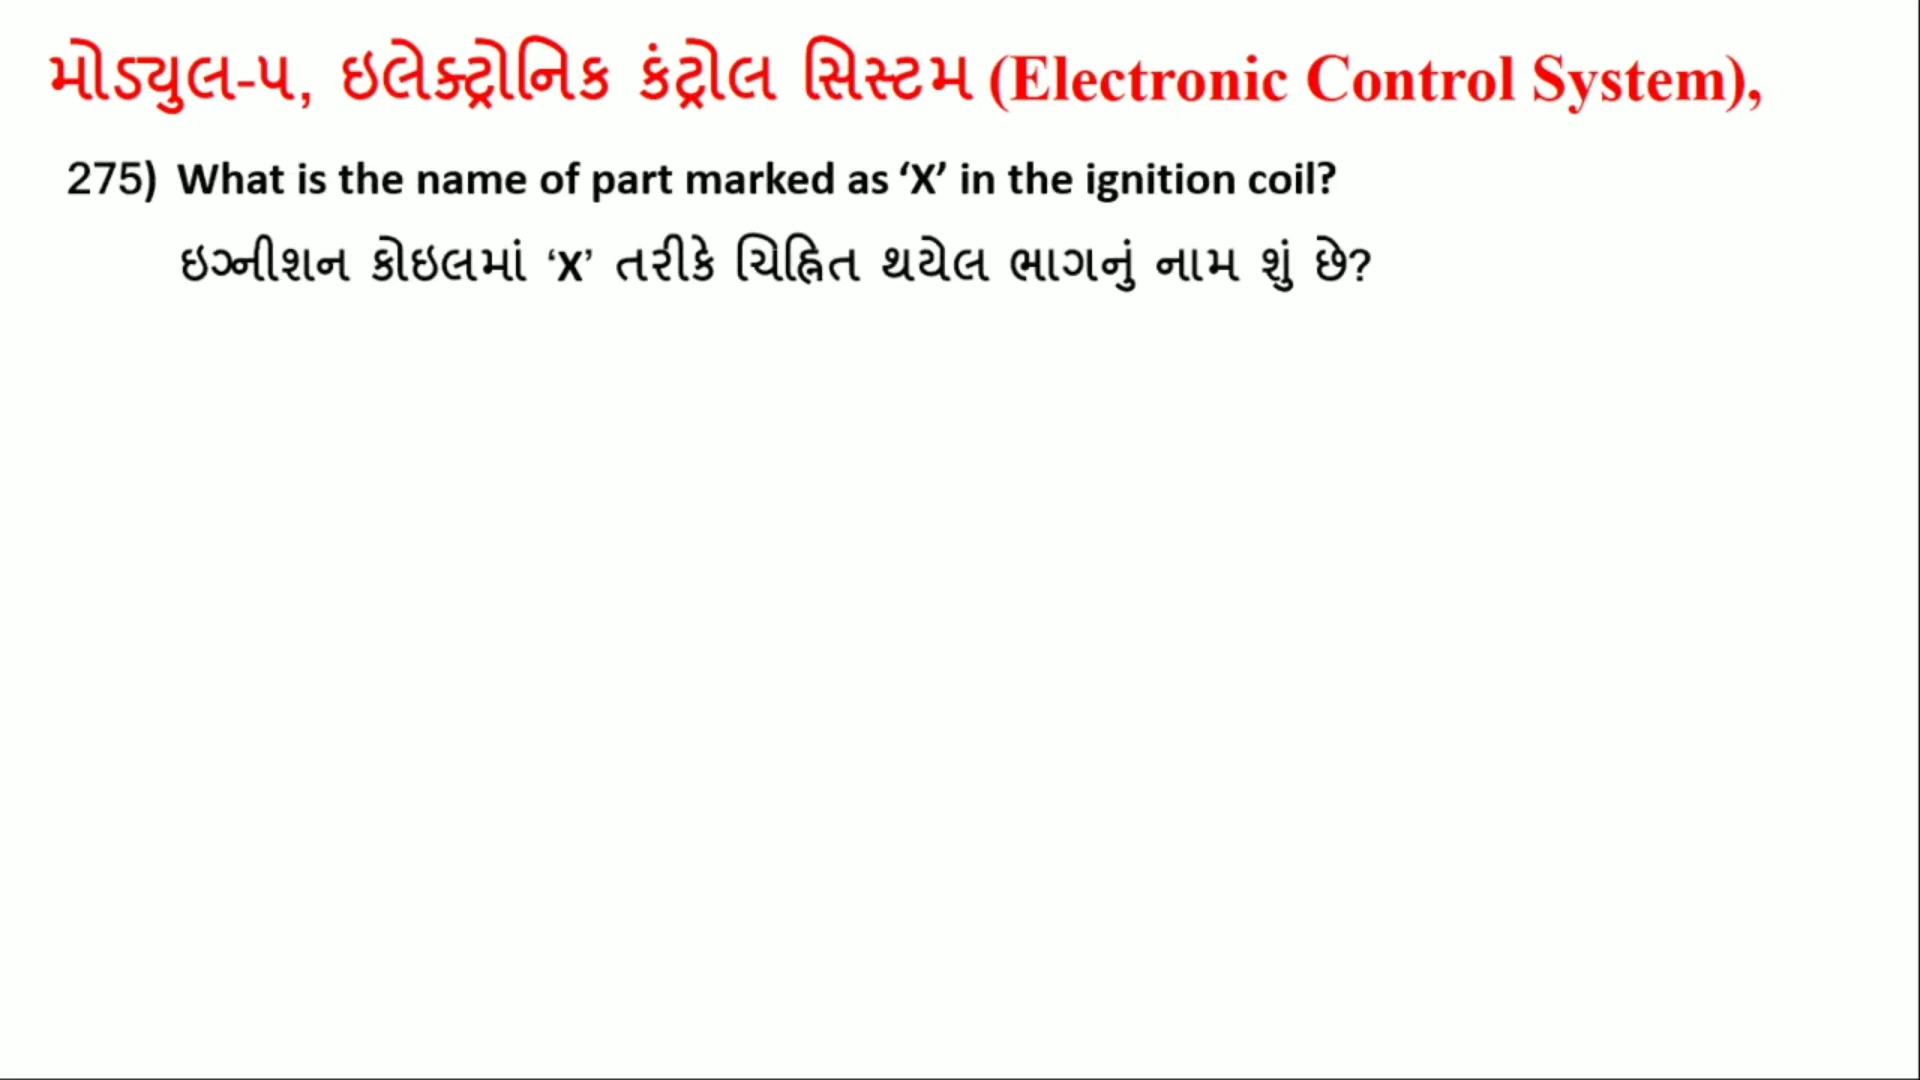 મોડ્યુલ-૫, ઇલેક્ટ્રોનિક કંટ્રોલ સિસ્ટમ (Electronic Control System),
275) What is the name of part marked as ‘X’ in the ignition coil?
ઇગ્નીશન કોઇલમાં ‘X’ તરીકે ચિહ્નિત થયેલ ભાગનું નામ શું છે?